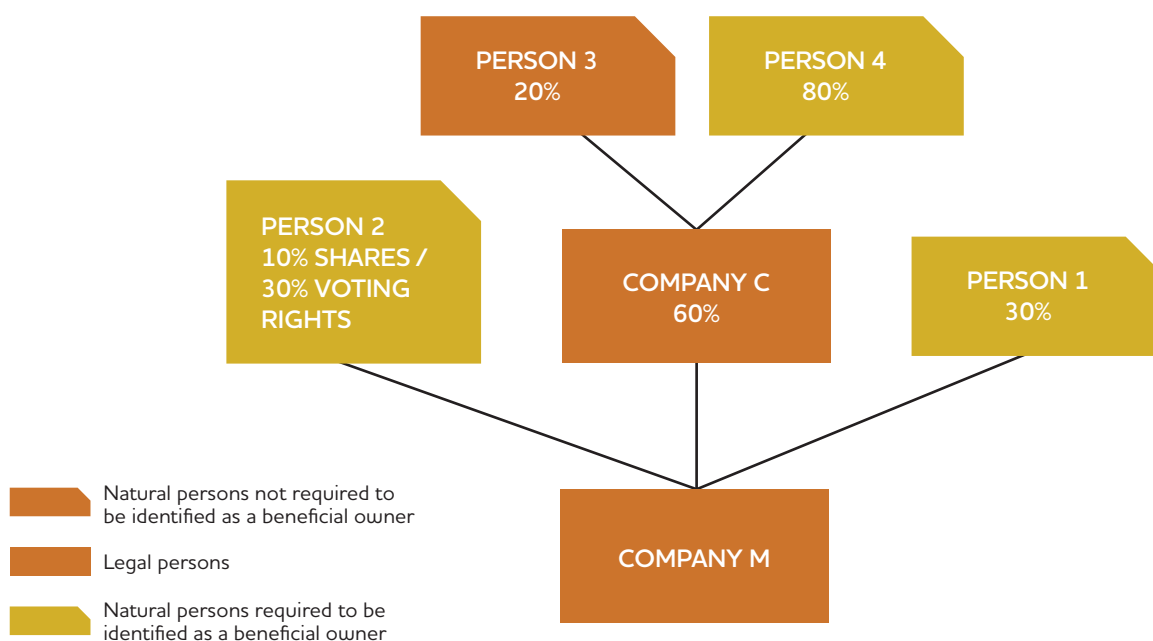 PERSON 3
20%
PERSON 4
80%
PERSON 2
10% SHARES /
30% VOTING
RIGHTS
COMPANY C
60%
PERSON 1
30%
Natural persons not required to
be identified as a beneficial owner
Legal persons
Natural persons required to be
identified as a beneficial owner
COMPANY M